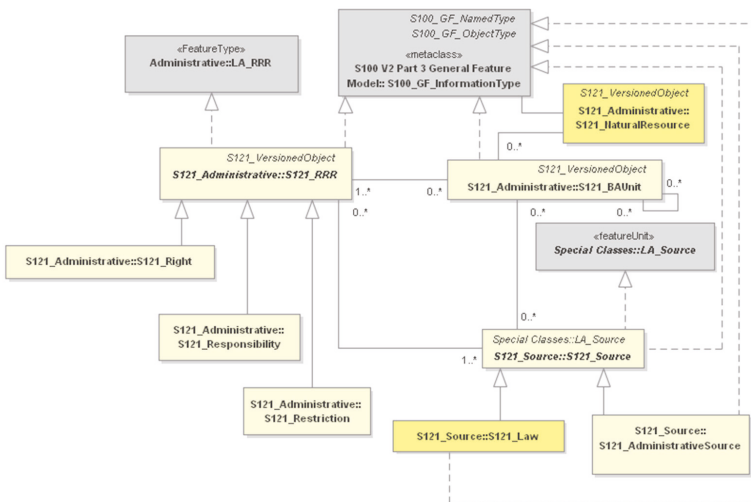 S100_GF_NamedType
S100_GF_ObjectType
«metaclass»
S100 V2 Part 3 General Feature
Model:: S100_GF_InformationType
«FeatureType»
Administrative::LA_RRR
S121_VersionedObject
S121_Administrative::
S121_NaturalResource
0..*
S121_VersionedObject
S121_Administrative::S121_RRR
1..*
0..*
0..*
S121_VersionedObject
S121_Administrative::S121_BAUnit
0..*
0..*
0..*
«featureUnit»
Special Classes::LA_Source
S121_Administrative::S121_Right
S121_Administrative::
S121_Responsibility
0..*
1..*
Special Classes::LA_Source
S121_Source::S121_Source
S121_Administrative::
S121_Restriction
S121_Source::S121_Law
S121_Source::
S121_AdministrativeSource